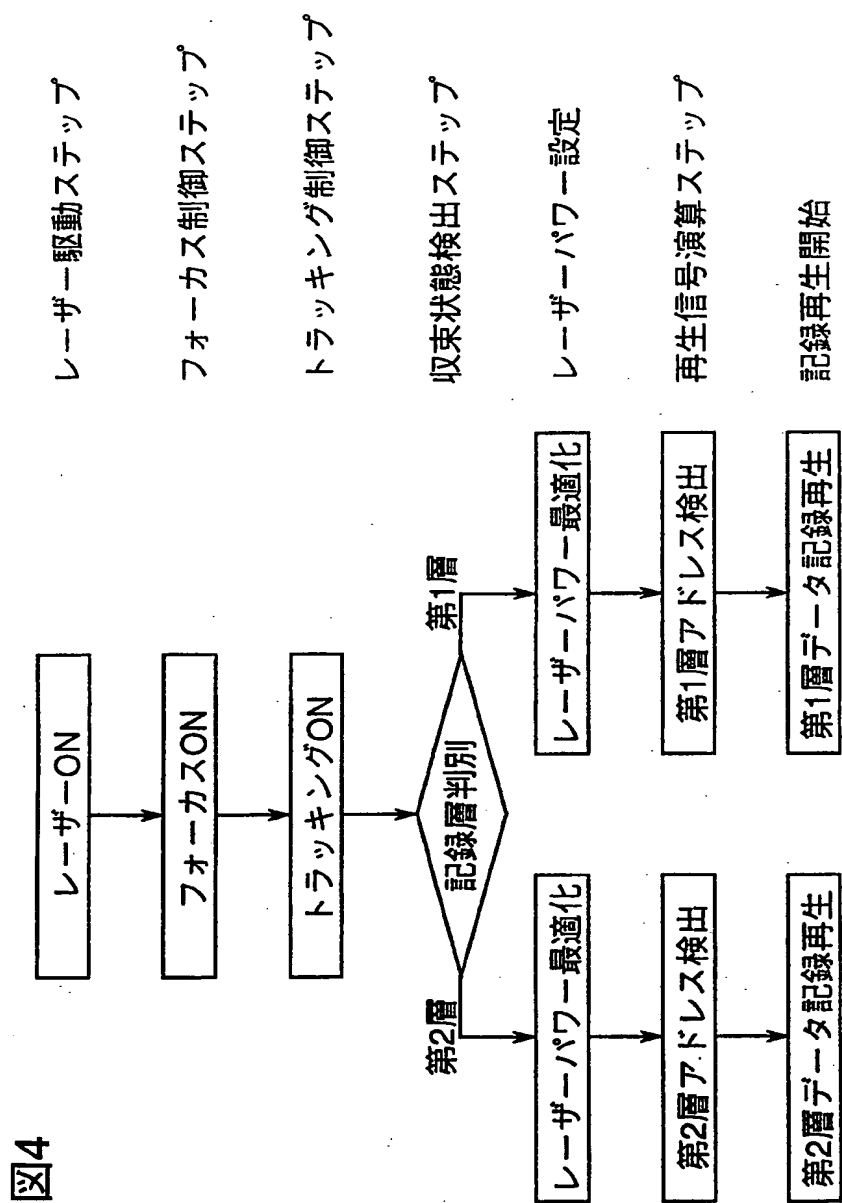 図4
レーザーON
レーザー駆動ステップ
フォーカスON
フォーカス制御ステップ
トラッキングON
トラッキング制御ステップ
記録層判別
収束状態検出ステップ
第2層
第1層
レーザーパワー最適化
レーザーパワー最適化
レーザーパワー設定
第2層アドレス検出
第1層アドレス検出
再生信号演算ステップ
第2層データ記録再生
第1層データ記録再生
記録再生開始